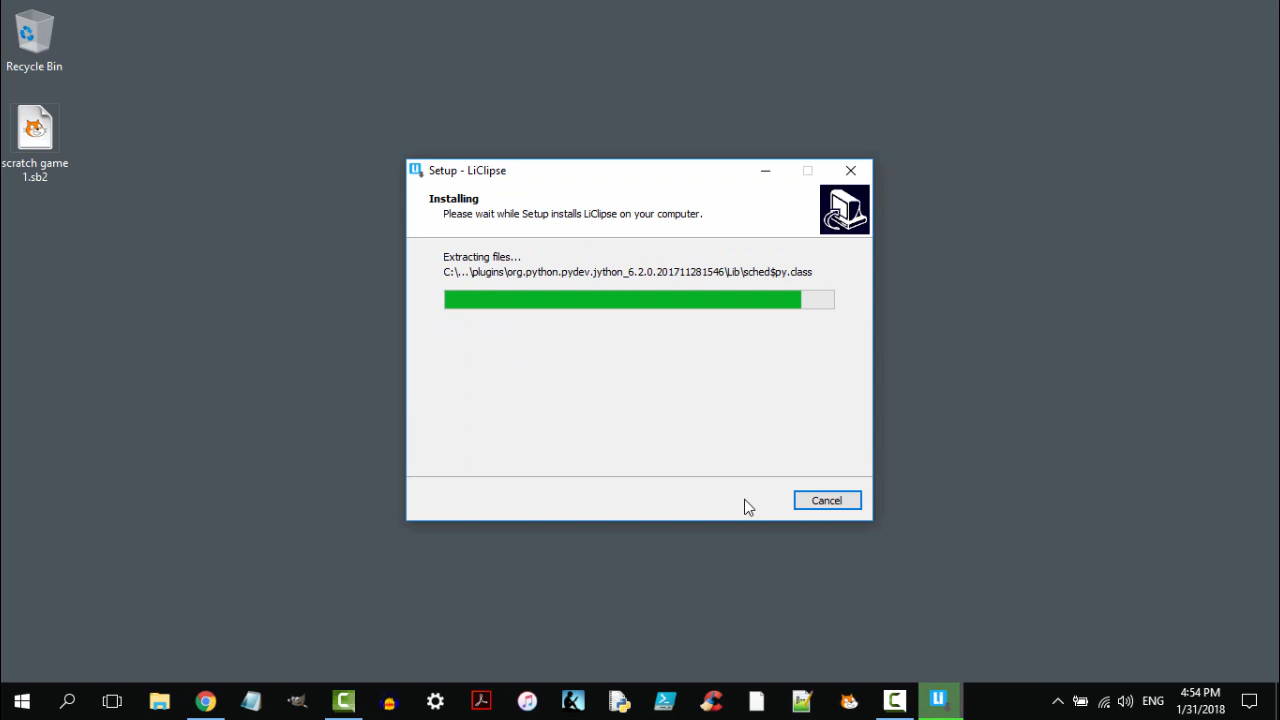 Recycle Bin
scratch game
1.sb2
Setup - LiClipse
Installing
Please wait while Setup installs LiClipse on your computer.
Extracting files...
C:\...\plugins\org.python.pydev.jython_6.2.0.201711281546\Lib\sched$py.class
Cancel
ENG
4:54 PM
1/31/2018